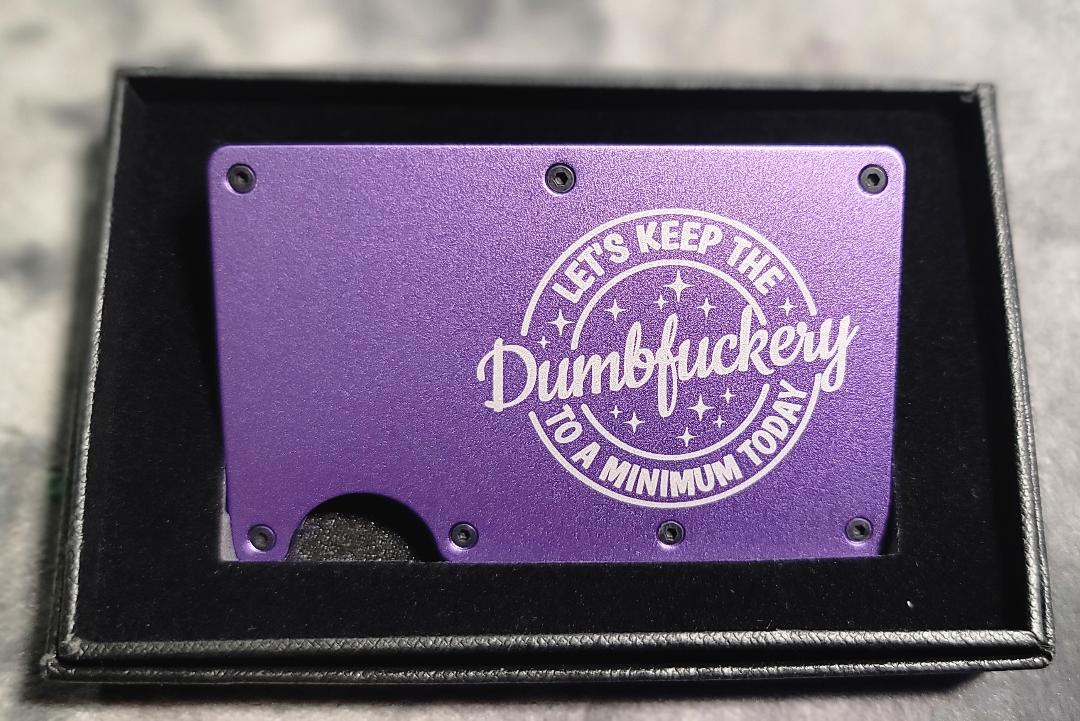 LET'S KEEP THE
Dumbfuckery
TO A MINIMUM TODAY